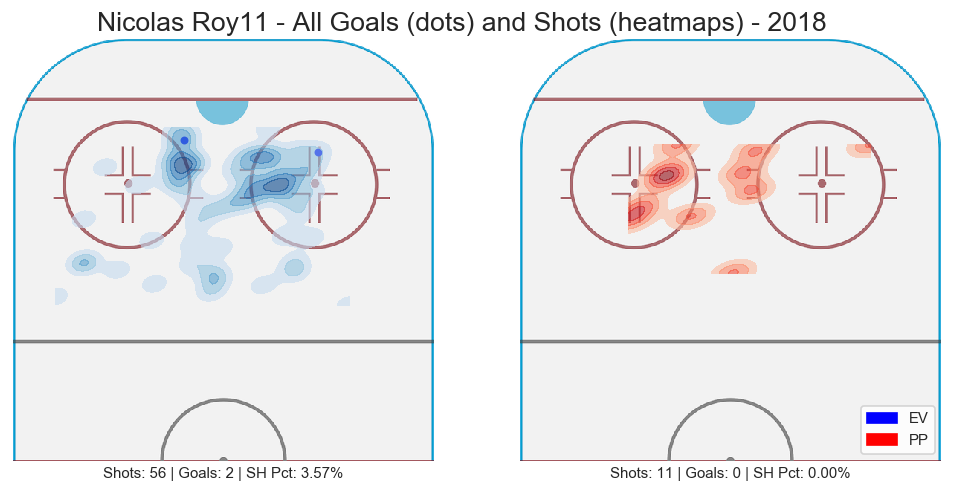 Nicolas Roy11 - All Goals (dots) and Shots (heatmaps) - 2018
EV
PP
Shots: 56 | Goals: 2 | SH Pct: 3.57%
Shots: 11 | Goals: 0 | SH Pct: 0.00%